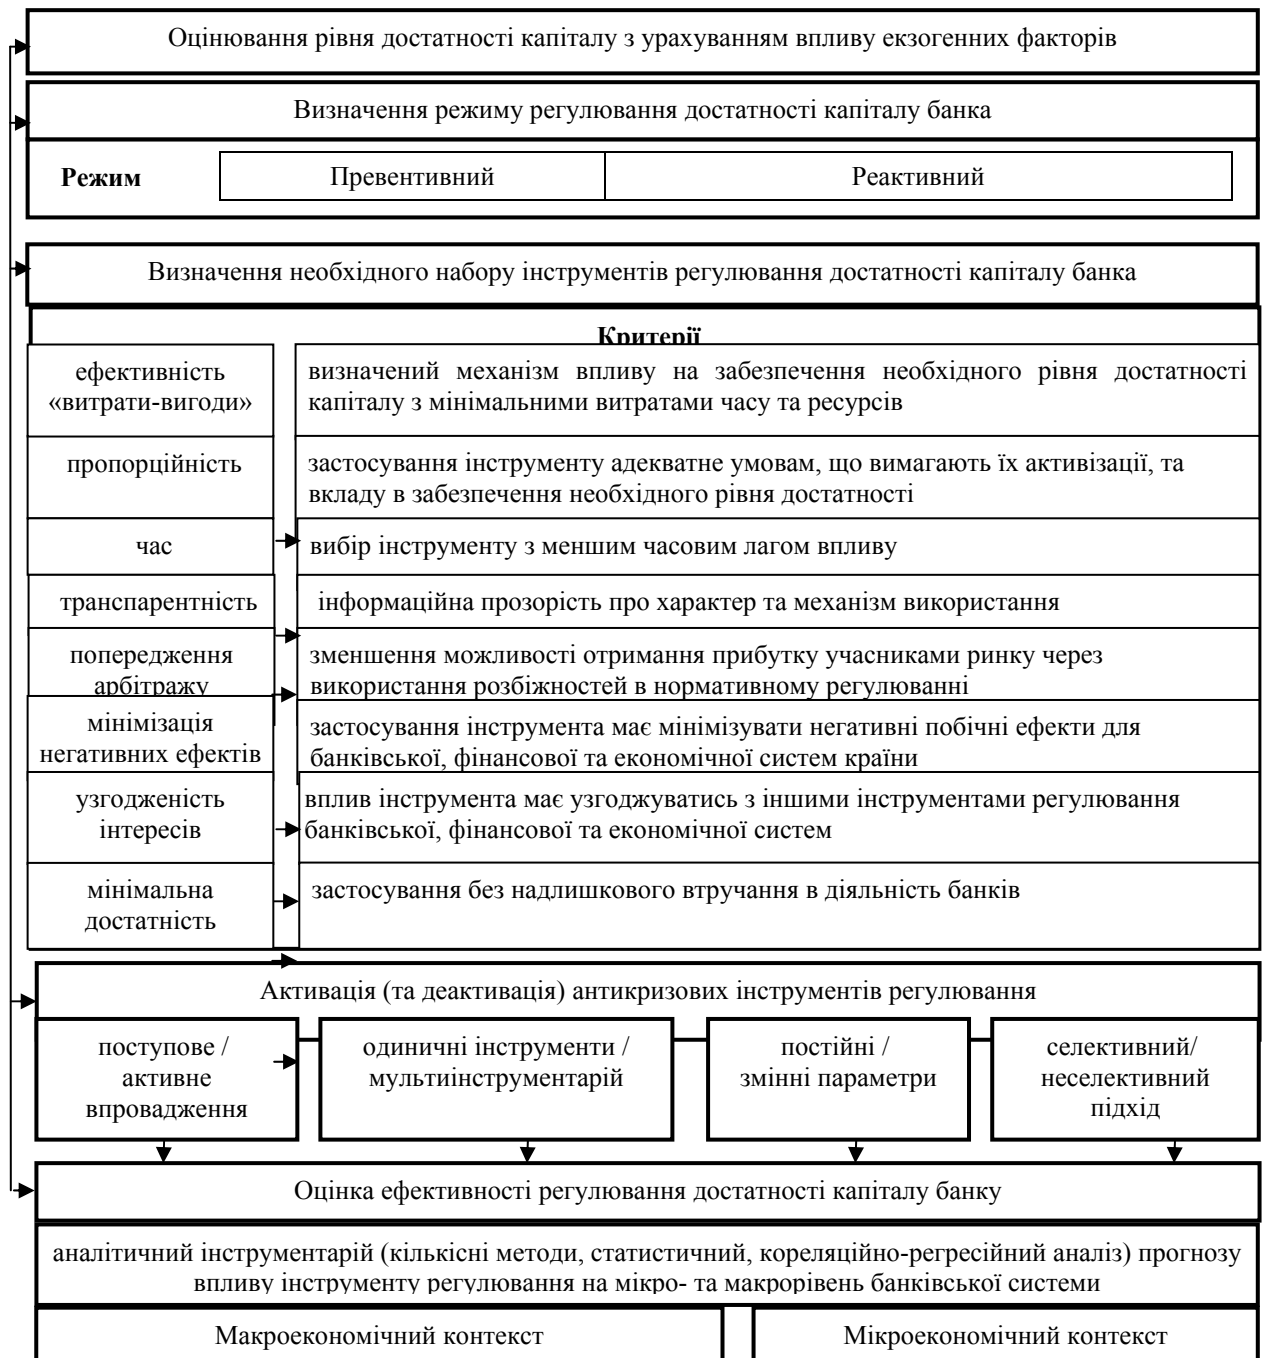 Оцінювання рівня достатності капіталу з урахуванням впливу екзогенних факторів
Визначення режиму регулювання достатності капіталу банка
Режим
Превентивний
Реактивний
Визначення необхідного набору інструментів регулювання достатності капіталу банка
Критерії
ефективність
«витрати-вигоди»
визначений механізм впливу на забезпечення необхідного рівня достатності
капіталу з мінімальними витратами часу та ресурсів
пропорційність
застосування інструменту адекватне умовам, що вимагають їх активізації, та
вкладу в забезпечення необхідного рівня достатності
час
вибір інструменту з меншим часовим лагом впливу
транспарентність
інформаційна прозорість про характер та механізм використання
попередження
арбітражу
зменшення можливості отримання прибутку учасниками ринку через
використання розбіжностей в нормативному регулюванні
мінімізація
негативних ефектів
застосування інструмента має мінімізувати негативні побічні ефекти для
банківської, фінансової та економічної систем країни
узгодженість
інтересів
вплив інструмента має узгоджуватись з іншими інструментами регулювання
банківської, фінансової та економічної систем
мінімальна
достатність
застосування без надлишкового втручання в діяльність банків
Активація (та деактивація) антикризових інструментів регулювання
поступове /
активне
впровадження
одиничні інструменти /
мультиінструментарій
постійні /
змінні параметри
селективний/
неселективний
підхід
Оцінка ефективності регулювання достатності капіталу банку
аналітичний інструментарій (кількісні методи, статистичний, кореляційно-регресійний аналіз) прогнозу
впливу інструменту регулювання на мікро- та макрорівень банківської системи
Макроекономічний контекст
Мікроекономічний контекст